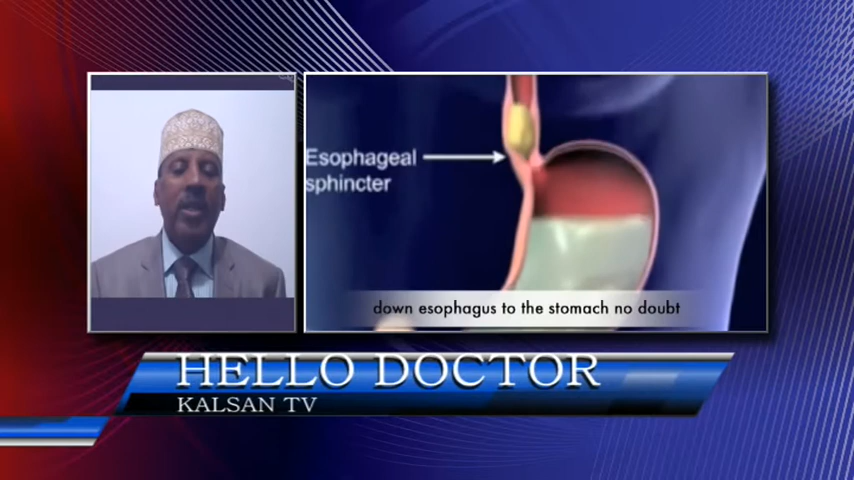 Esophageal
sphincter
down esophagus to the stomach no doubt
HELLO DOCTOR
KALSAN TV